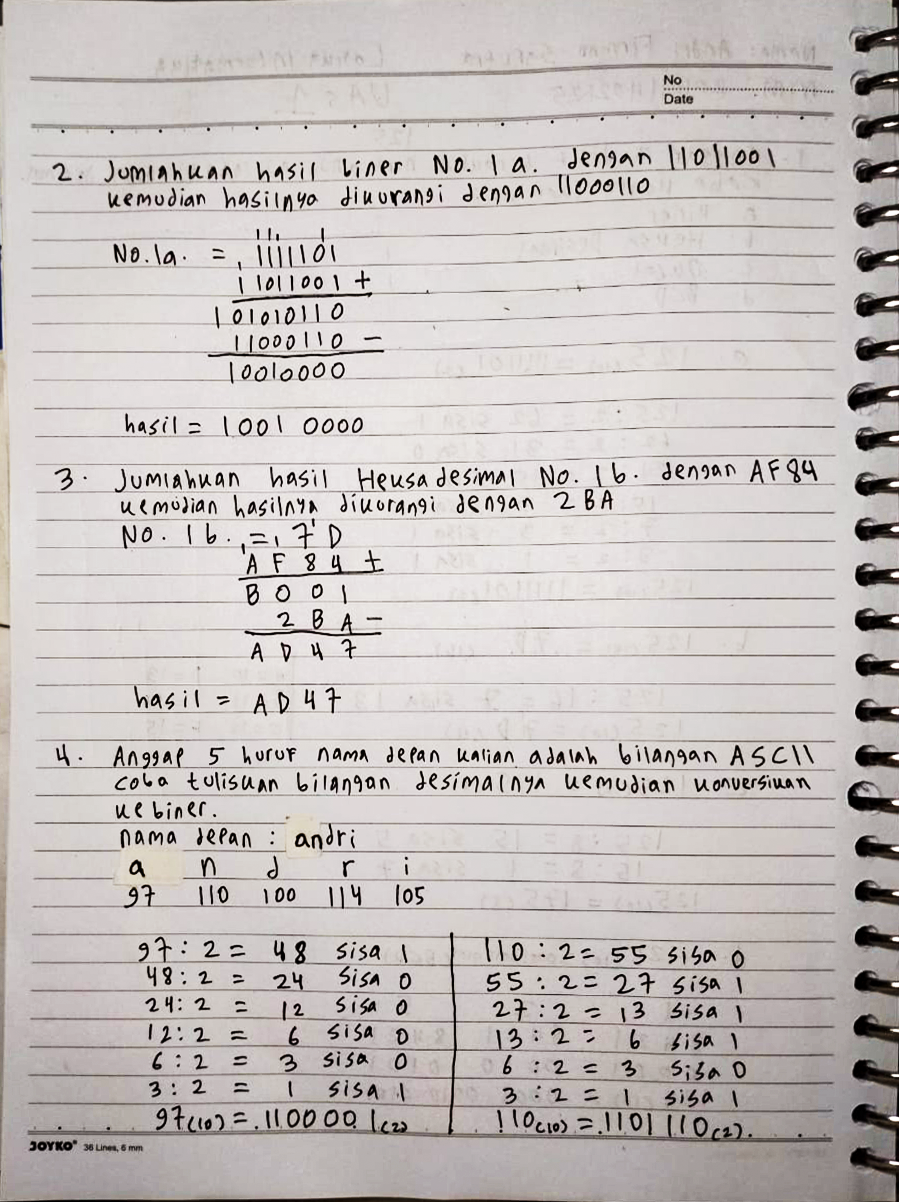 No
Date
2. Jumlahkan hasil biner No. 1a. dengan 11011001
kemudian hasilnya dikurangi dengan 11000110
No.1a. = 1111101
11011001 +
101010110
11000110 -
10010000
hasil = 1001 0000
3. Jumlahkan hasil Heksadesimal No. 1b. dengan AF84
kemudian hasilnya dikurangi dengan 2BA
No. 1b. = 7D
AF84 +
B001
2BA -
AD47
hasil = AD47
4. Anggap 5 huruf nama depan kalian adalah bilangan ASCII
coba tuliskan bilangan desimalnya kemudian konversikan
ke biner.
nama depan : andri
a n d r i
97 110 100 114 105
97 : 2 = 48 sisa 1
48 : 2 = 24 sisa 0
24 : 2 = 12 sisa 0
12 : 2 = 6 sisa 0
6 : 2 = 3 sisa 0
3 : 2 = 1 sisa 1
97(10) = 1100001(2)
110 : 2 = 55 sisa 0
55 : 2 = 27 sisa 1
27 : 2 = 13 sisa 1
13 : 2 = 6 sisa 1
6 : 2 = 3 sisa 0
3 : 2 = 1 sisa 1
110(10) = 1101110(2).
JOYKO® 36 Lines, 6 mm